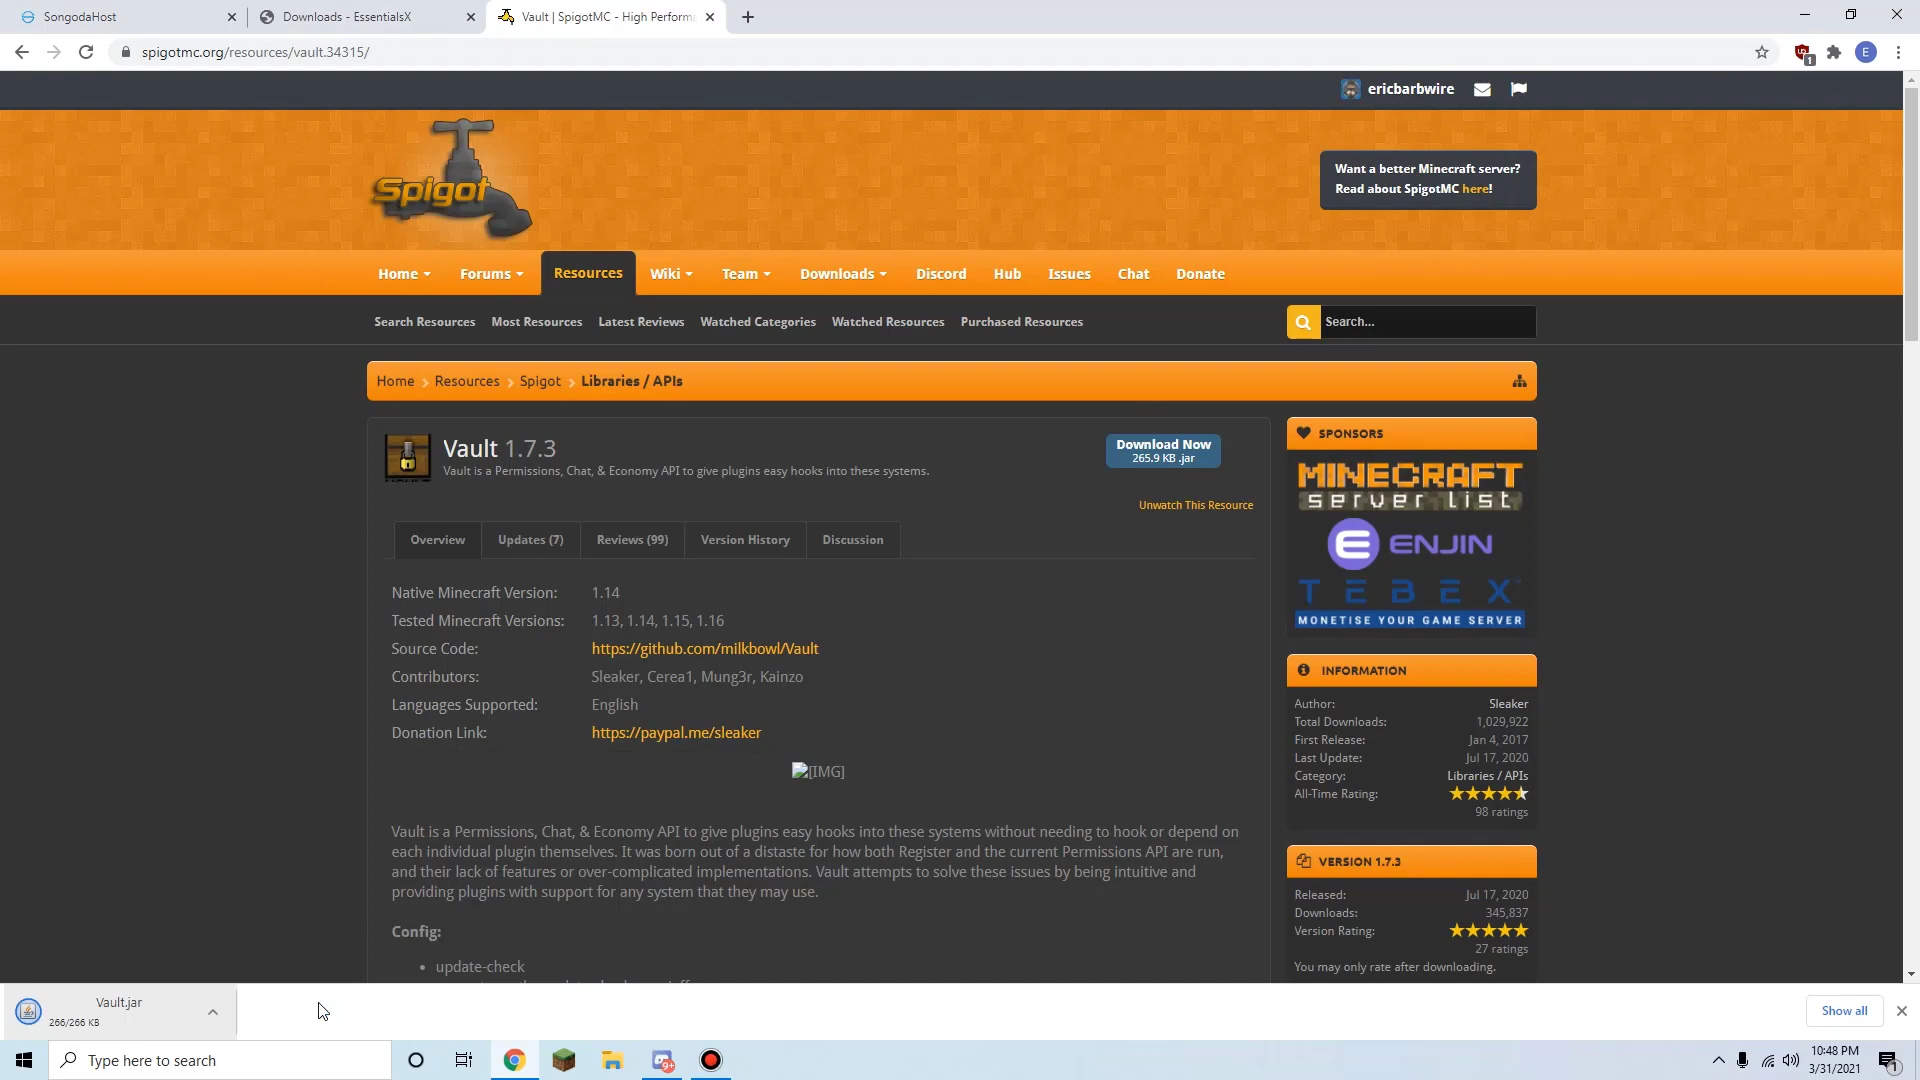 SongodaHost
Downloads - EssentialsX
Vault | SpigotMC - High Performa
spigotmc.org/resources/vault.34315/
1
E
ericbarbwire
Spigot
Want a better Minecraft server?
Read about SpigotMC here!
Home
Forums
Resources
Wiki
Team
Downloads
Discord
Hub
Issues
Chat
Donate
Search Resources
Most Resources
Latest Reviews
Watched Categories
Watched Resources
Purchased Resources
Search...
Home
Resources
Spigot
Libraries / APIs
Vault 1.7.3
Vault is a Permissions, Chat, & Economy API to give plugins easy hooks into these systems.
Download Now
265.9 KB .jar
Unwatch This Resource
Overview
Updates (7)
Reviews (99)
Version History
Discussion
Native Minecraft Version: 1.14
Tested Minecraft Versions: 1.13, 1.14, 1.15, 1.16
Source Code: https://github.com/milkbowl/Vault
Contributors: Sleaker, Cerea1, Mung3r, Kainzo
Languages Supported: English
Donation Link: https://paypal.me/sleaker
[IMG]
Vault is a Permissions, Chat, & Economy API to give plugins easy hooks into these systems without needing to hook or depend on
each individual plugin themselves. It was born out of a distaste for how both Register and the current Permissions API are run,
and their lack of features or over-complicated implementations. Vault attempts to solve these issues by being intuitive and
providing plugins with support for any system that they may use.
Config:
update-check
SPONSORS
MINECRAFT
server list
ENJIN
TEBEX
MONETISE YOUR GAME SERVER
INFORMATION
Author: Sleaker
Total Downloads: 1,029,922
First Release: Jan 4, 2017
Last Update: Jul 17, 2020
Category: Libraries / APIs
All-Time Rating:
98 ratings
VERSION 1.7.3
Released: Jul 17, 2020
Downloads: 345,837
Version Rating:
27 ratings
You may only rate after downloading.
Vault.jar
266/266 KB
Show all
Type here to search
10:48 PM
3/31/2021
1